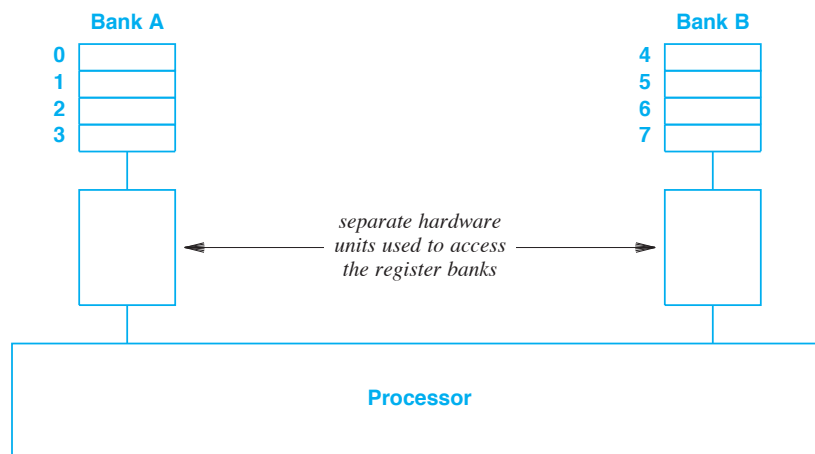 Bank A
Bank B
0
1
2
3
4
5
6
7
separate hardware
units used to access
the register banks
Processor